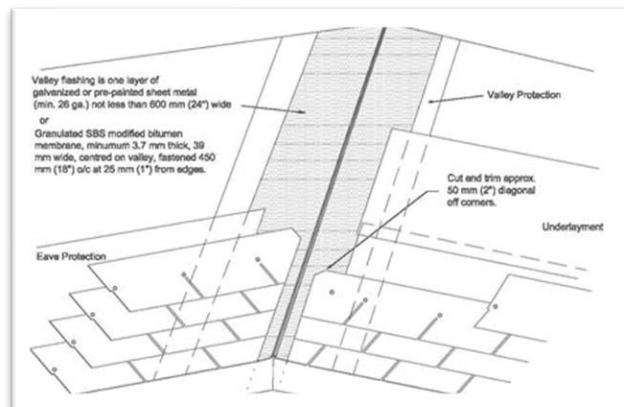 Valley flashing is one layer of
galvanized or pre-painted sheet metal
(min. 26 ga.) not less than 600 mm (24") wide
or
Granulated SBS modified bitumen
membrane, minumum 3.7 mm thick, 39
mm wide, centred on valley, fastened 450
mm (18") o/c at 25 mm (1") from edges.
Valley Protection
Cut and trim approx.
50 mm (2") diagonal
off corners.
Underlayment
Eave Protection